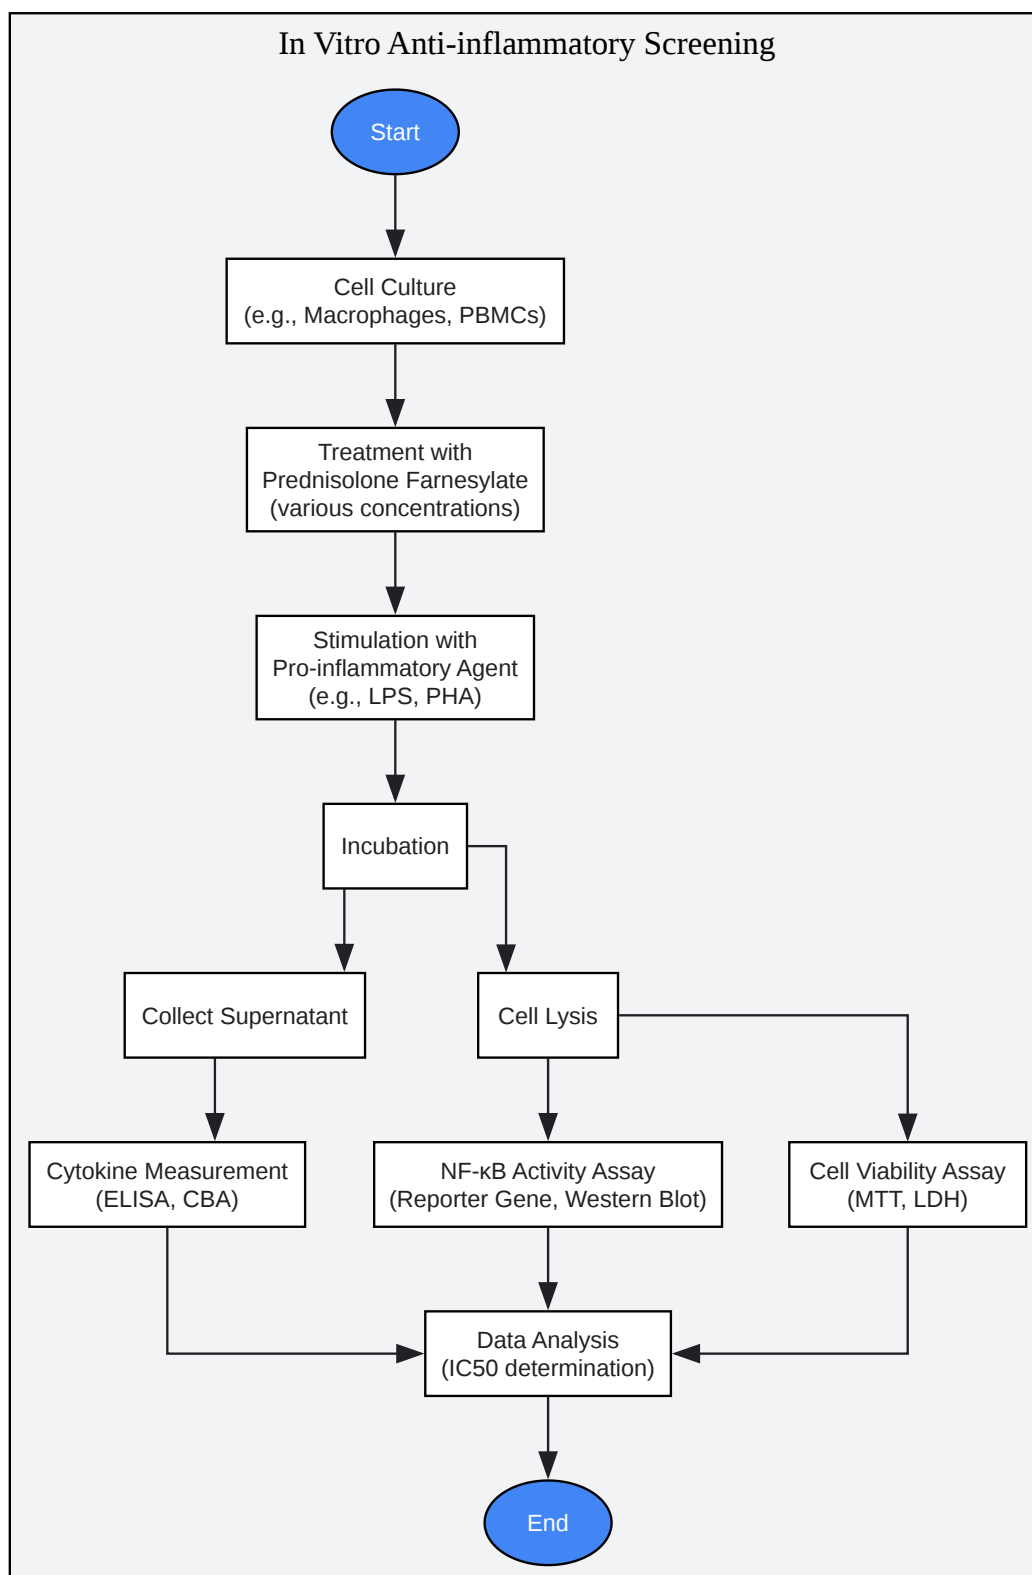 In Vitro Anti-inflammatory Screening
Start
Cell Culture
(e.g., Macrophages, PBMCs)
Treatment with
Prednisolone Farnesylate
(various concentrations)
Stimulation with
Pro-inflammatory Agent
(e.g., LPS, PHA)
Incubation
Collect Supernatant
Cell Lysis
Cytokine Measurement
(ELISA, CBA)
NF-κB Activity Assay
(Reporter Gene, Western Blot)
Cell Viability Assay
(MTT, LDH)
Data Analysis
(IC50 determination)
End